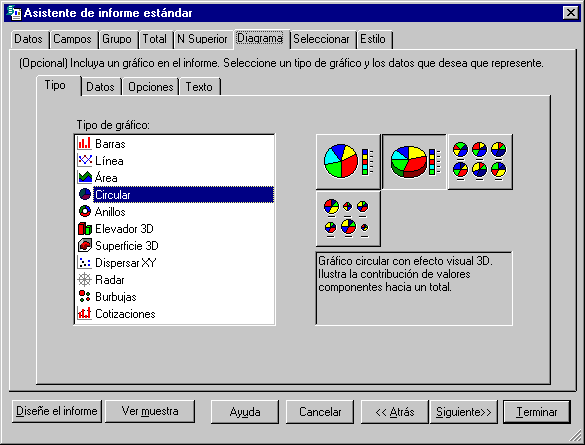 Asistente de informe estándar
Datos Campos Grupo Total N Superior Diagrama Seleccionar Estilo
(Opcional) Incluya un gráfico en el informe. Seleccione un tipo de gráfico y los datos que desea que represente.
Tipo Datos Opciones Texto
Tipo de gráfico:
Barras
Línea
Área
Circular
Anillos
Elevador 3D
Superficie 3D
Dispersar XY
Radar
Burbujas
Cotizaciones
Gráfico circular con efecto visual 3D.
Ilustra la contribución de valores
componentes hacia un total.
Diseñe el informe Ver muestra Ayuda Cancelar << Atrás Siguiente>> Terminar